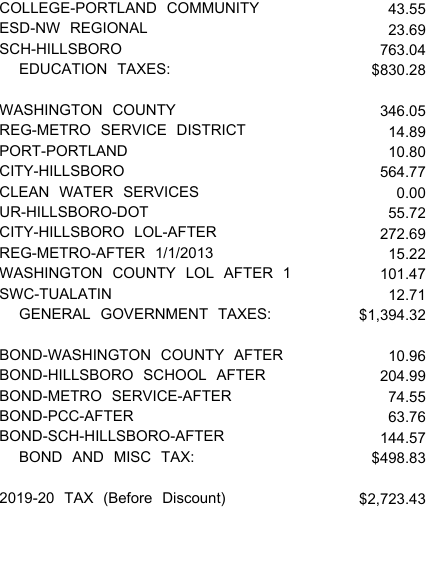 COLLEGE-PORTLAND COMMUNITY 43.55
ESD-NW REGIONAL 23.69
SCH-HILLSBORO 763.04
EDUCATION TAXES: $830.28
WASHINGTON COUNTY 346.04
REG-METRO SERVICE DISTRICT 14.89
PORT-PORTLAND 10.80
CITY-HILLSBORO 564.77
CLEAN WATER SERVICES 0.00
UR-HILLSBORO-DOT 55.72
CITY-HILLSBORO LOL-AFTER 272.69
REG-METRO-AFTER 1/1/2013 15.22
WASHINGTON COUNTY LOL AFTER 1 101.47
SWC-TUALATIN 12.71
GENERAL GOVERNMENT TAXES: $1,394.32
BOND-WASHINGTON COUNTY AFTER 10.96
BOND-HILLSBORO SCHOOL AFTER 204.99
BOND-METRO SERVICE-AFTER 74.55
BOND-PCC-AFTER 63.76
BOND-SCH-HILLSBORO-AFTER 144.57
BOND AND MISC TAX: $498.83
2019-20 TAX (Before Discount) $2,723.43